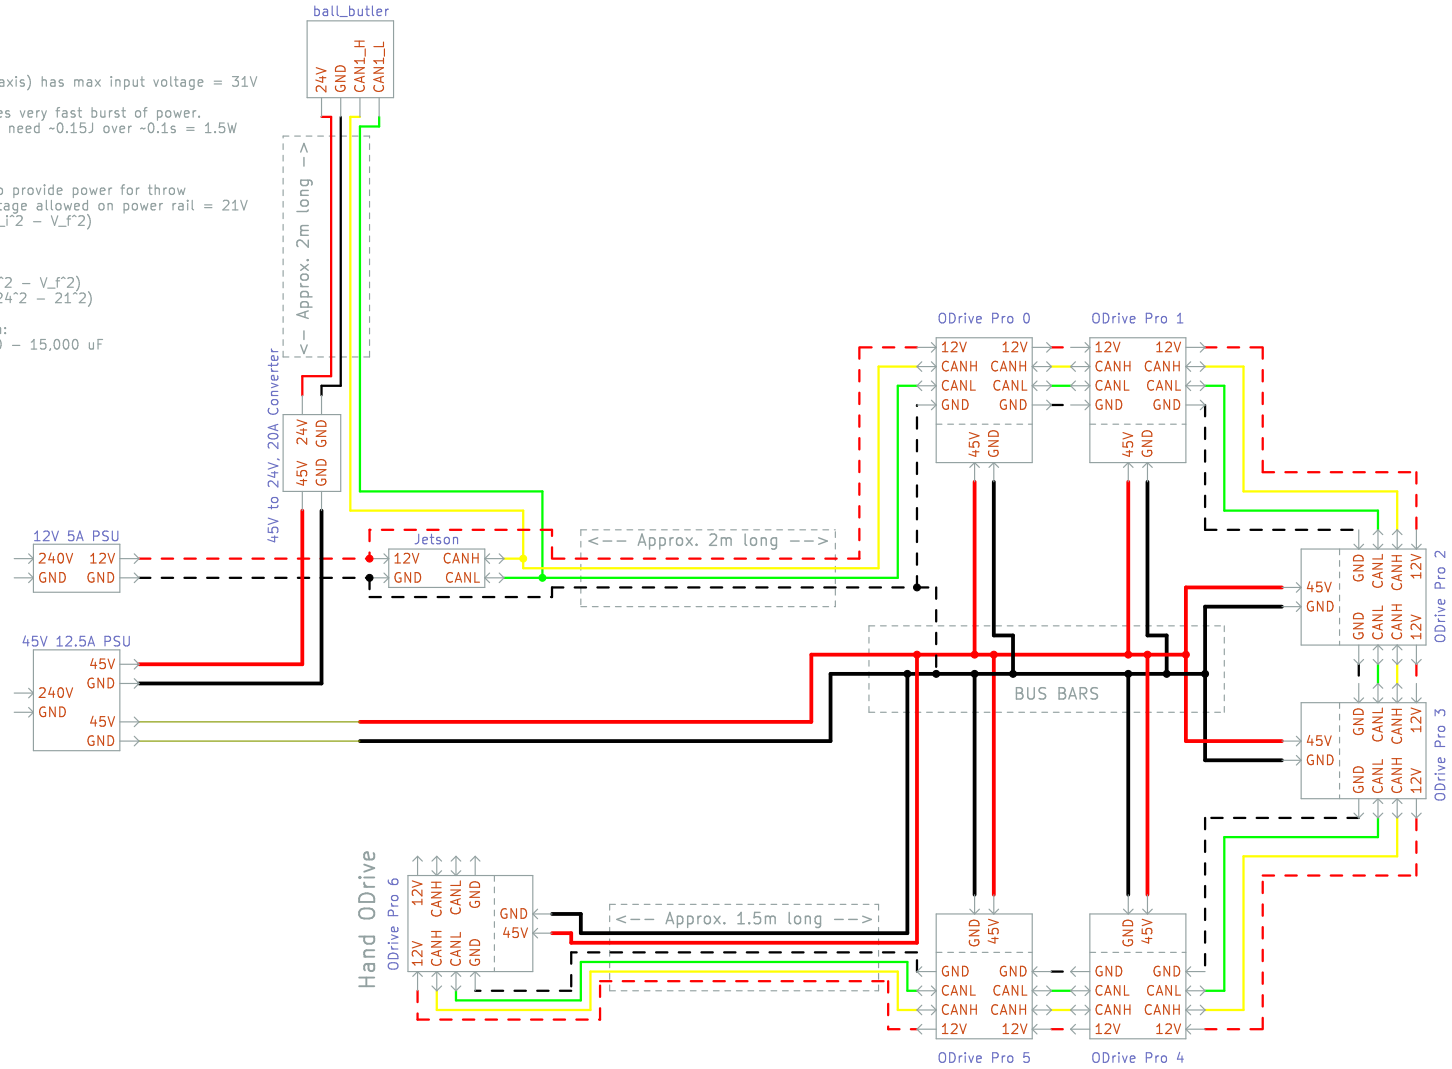 ball_butler
24V
GND
CAN1_H
CAN1_L
axis) has max input voltage = 31V
es very fast burst of power.
need ~0.15J over ~0.1s = 1.5W
o provide power for throw
tage allowed on power rail = 21V
_i^2 - V_f^2)
^2 - V_f^2)
24^2 - 21^2)
- 15,000 uF
<-- Approx. 2m long -->
45V to 24V, 20A Converter
24V
GND
45V
GND
12V 5A PSU
240V 12V
GND GND
Jetson
12V CANH
GND CANL
<-- Approx. 2m long -->
45V 12.5A PSU
45V
GND
240V
GND
45V
GND
ODrive Pro 0
12V 12V
CANH CANH
CANL CANL
GND GND
45V
GND
ODrive Pro 1
12V 12V
CANH CANH
CANL CANL
GND GND
45V
GND
ODrive Pro 2
GND
CANL
CANH
12V
45V
GND
GND
CANL
CANH
12V
BUS BARS
ODrive Pro 3
GND
CANL
CANH
12V
45V
GND
GND
CANL
CANH
12V
Hand ODrive
ODrive Pro 6
12V
CANH
CANL
GND
GND
45V
12V
CANH
CANL
GND
<-- Approx. 1.5m long -->
GND
45V
GND GND
CANL CANL
CANH CANH
12V 12V
ODrive Pro 5
GND
45V
GND GND
CANL CANL
CANH CANH
12V 12V
ODrive Pro 4